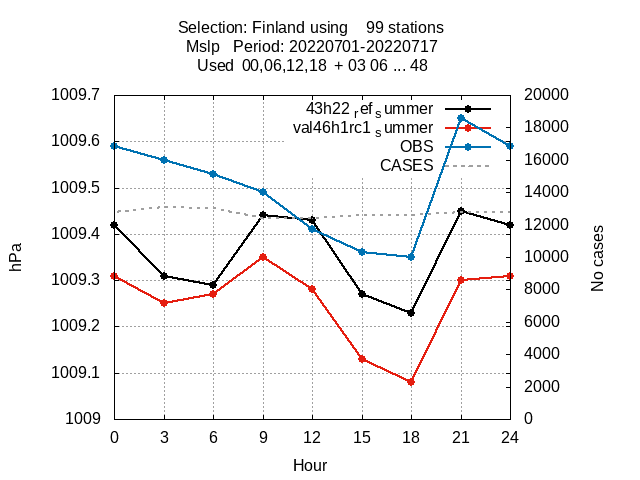 Selection: Finland using 99 stations
Mslp Period: 20220701-20220717
Used 00,06,12,18 + 03 06 ... 48
43h22 ref summer
val46h1rc1 summer
OBS
CASES
1009.7
1009.6
1009.5
1009.4
1009.3
1009.2
1009.1
1009
20000
18000
16000
14000
12000
10000
8000
6000
4000
2000
0
hPa
No cases
0 3 6 9 12 15 18 21 24
Hour